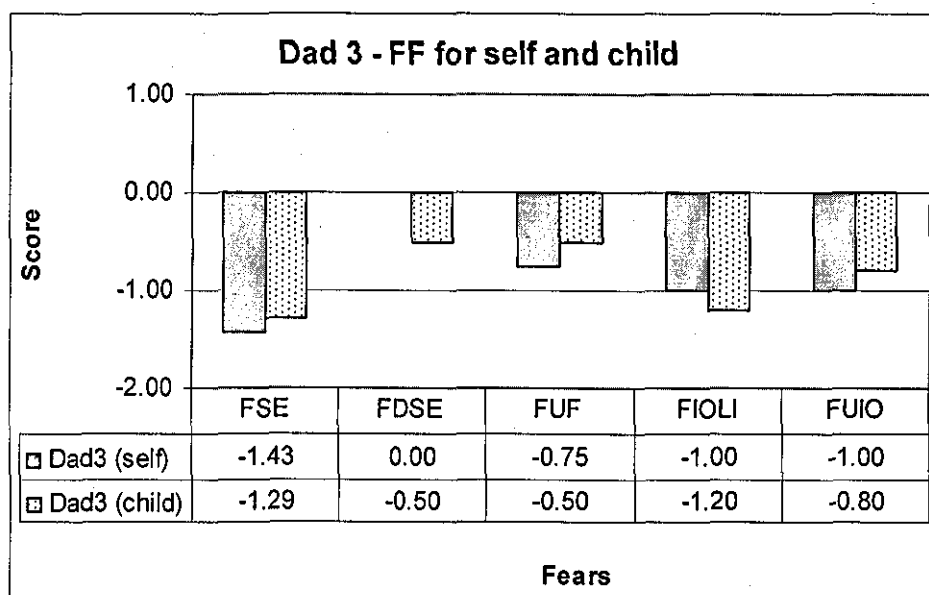 Dad 3 - FF for self and child
1.00
0.00
-1.00
-2.00
Score
FSE FDSE FUF FIOLI FUIO
Dad3 (self) -1.43 0.00 -0.75 -1.00 -1.00
Dad3 (child) -1.29 -0.50 -0.50 -1.20 -0.80
Fears